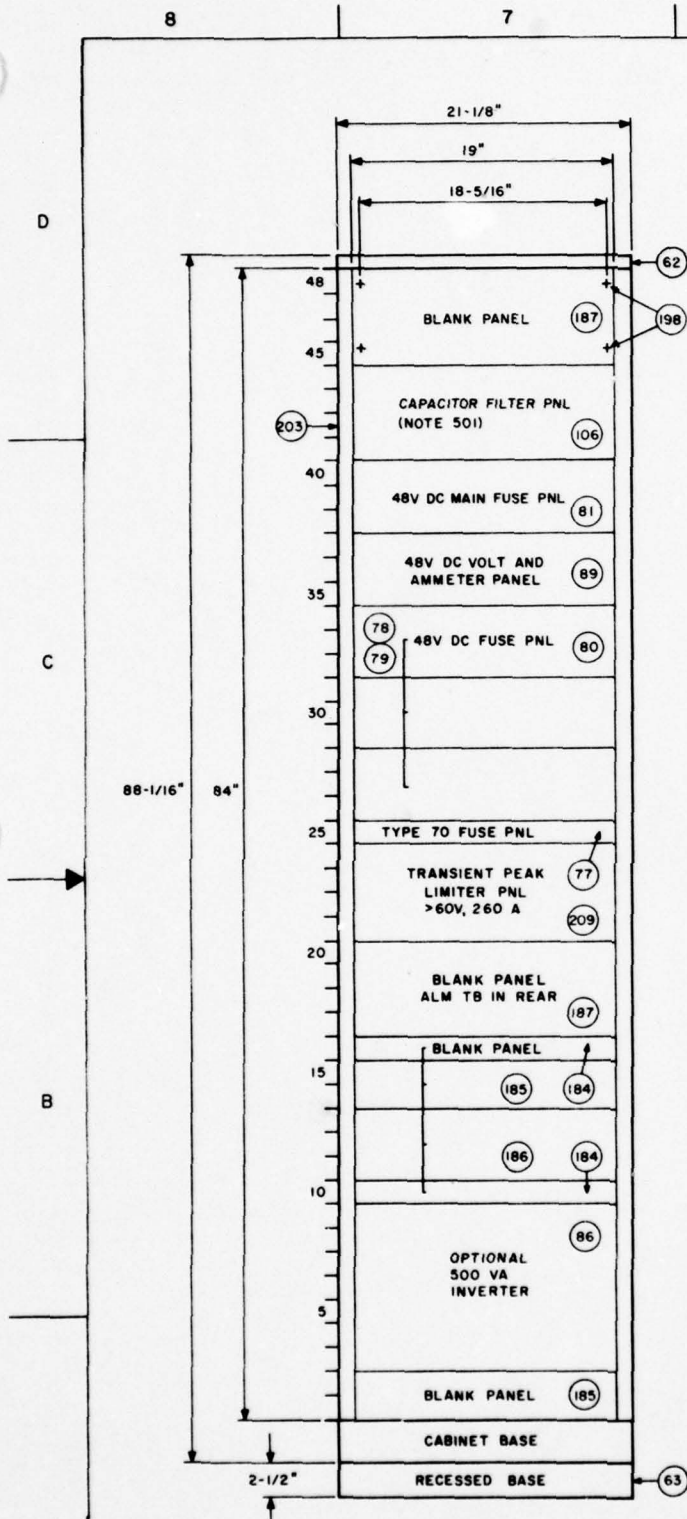 8 7
21-1/8"
19"
18-5/16"
D
62
48
BLANK PANEL 187
198
45
CAPACITOR FILTER PNL
(NOTE 501)
203
106
40
48V DC MAIN FUSE PNL 81
48V DC VOLT AND
AMMETER PANEL 89
35
78
48V DC FUSE PNL 80
79
C
30
88-1/16" 84"
25
TYPE 70 FUSE PNL
TRANSIENT PEAK 77
LIMITER PNL
>60V, 260 A 209
20
BLANK PANEL
ALM TB IN REAR
187
BLANK PANEL
15
185 184
B
186 184
10
86
OPTIONAL
500 VA
INVERTER
5
BLANK PANEL 185
CABINET BASE
2-1/2" RECESSED BASE 63